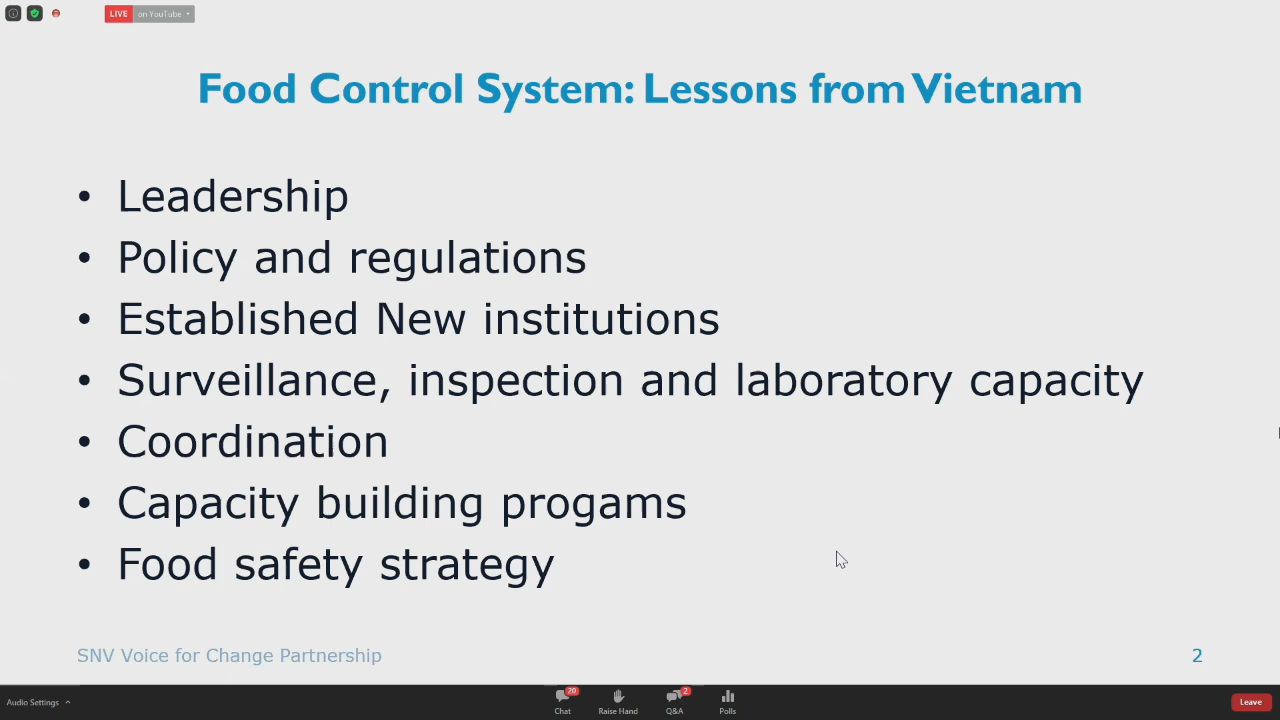 LIVE on YouTube
Food Control System: Lessons from Vietnam
• Leadership
• Policy and regulations
• Established New institutions
• Surveillance, inspection and laboratory capacity
• Coordination
• Capacity building progams
• Food safety strategy
SNV Voice for Change Partnership 2
Audio Settings
20
Chat
Raise Hand
2
Q&A
Polls
Leave